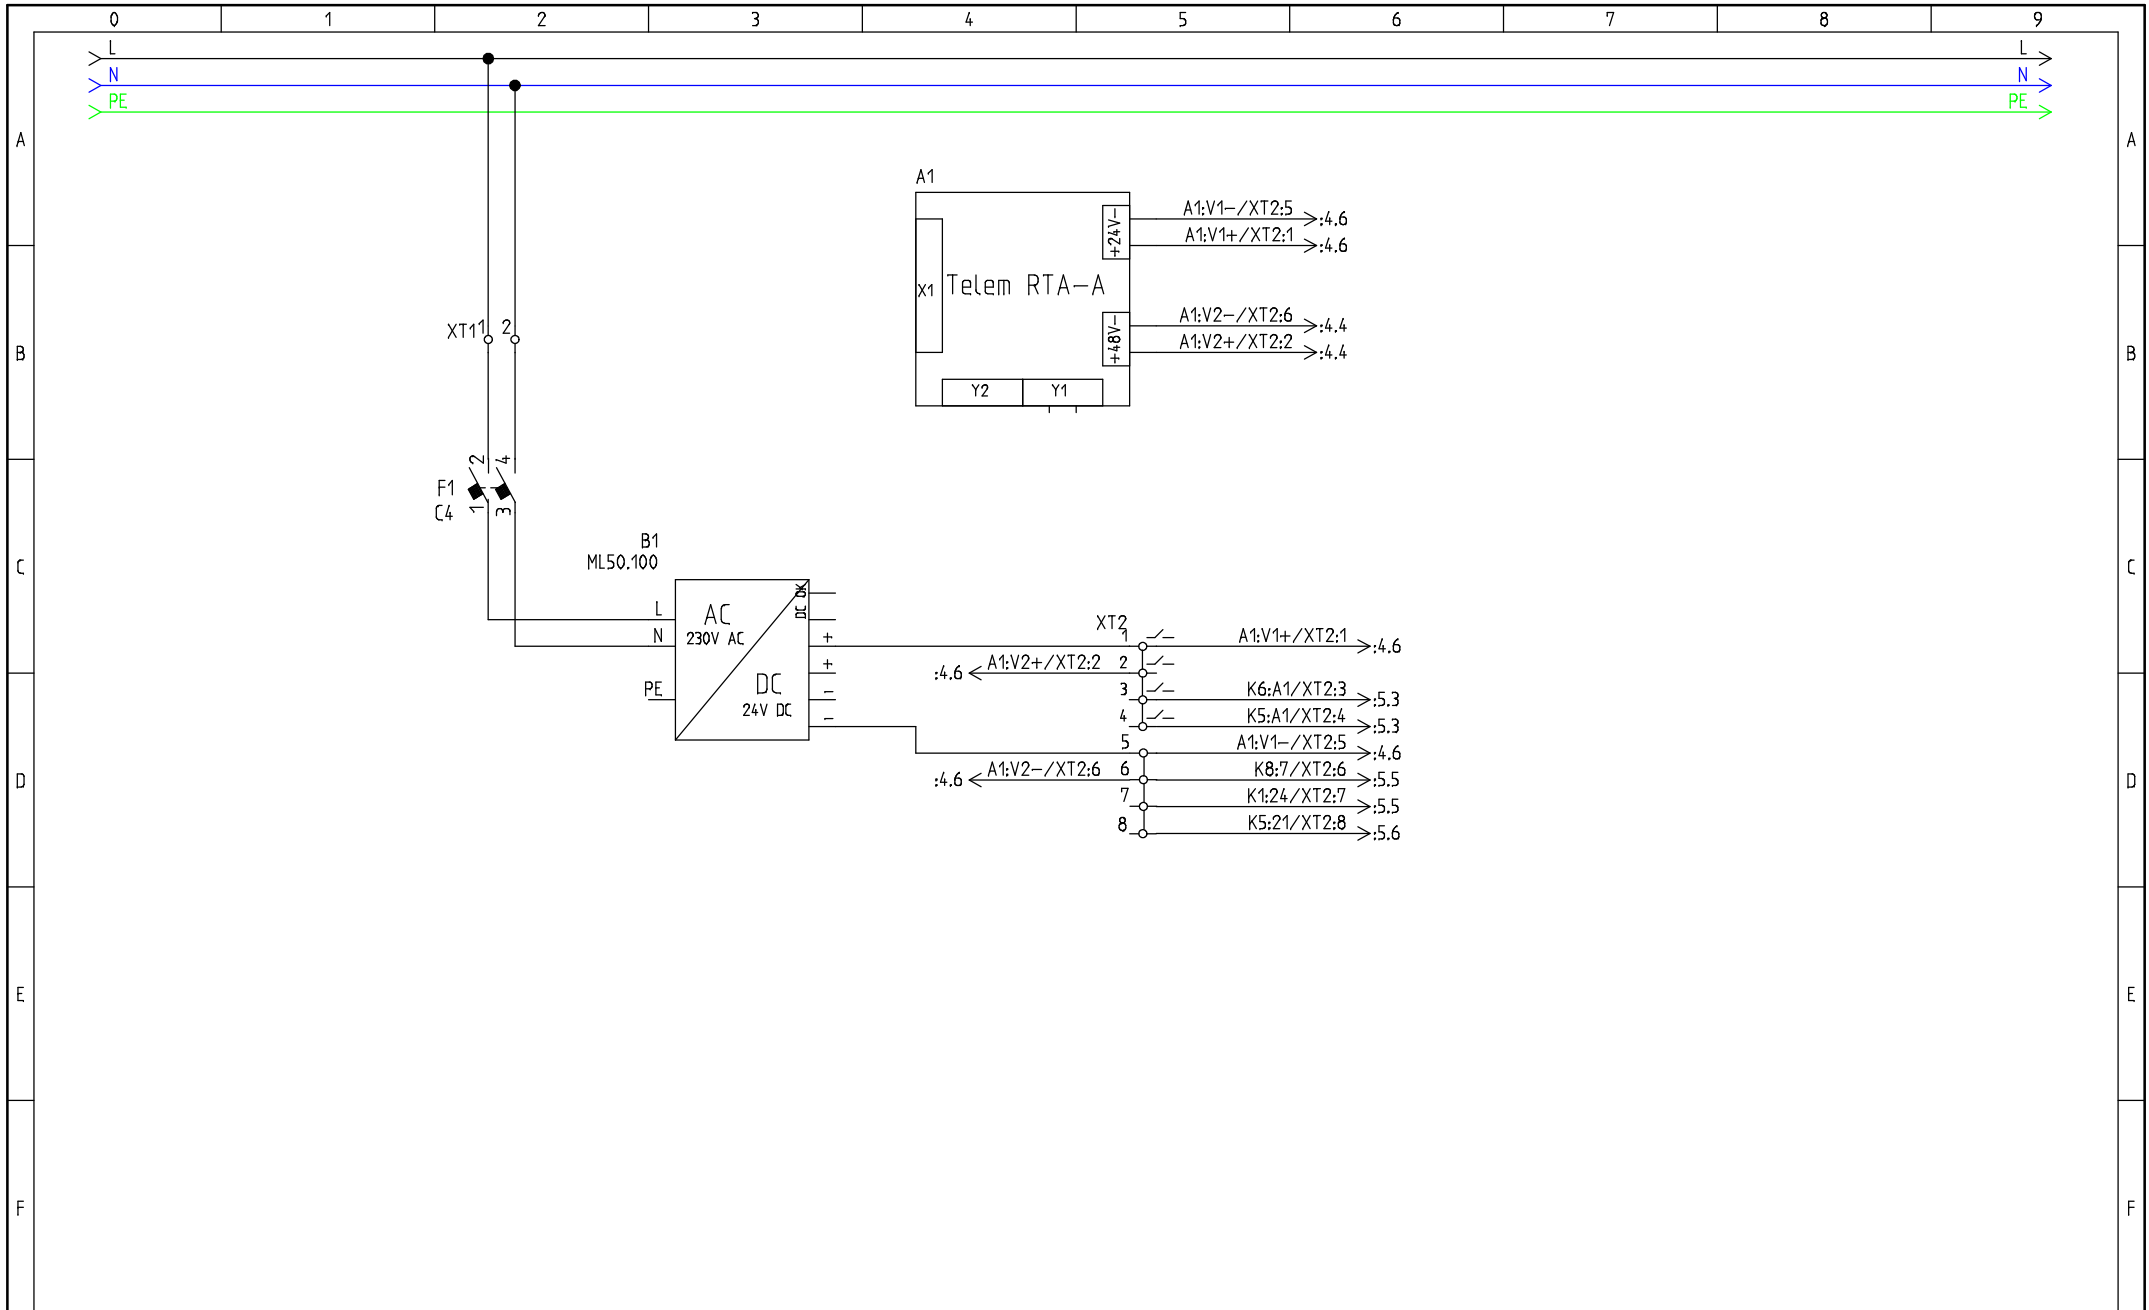 0 1 2 3 4 5 6 7 8 9
L L
N N
PE PE
A A
A1
A1:V1-/XT2:5 :4.6
+24V-
A1:V1+/XT2:1 :4.6
X1 Telem RTA-A
A1:V2-/XT2:6 :4.4
+48V-
A1:V2+/XT2:2 :4.4
XT1 1 2
B B
Y2 Y1
2 4
F1
C4 1 3
B1
ML50.100
C C
DC OK
L AC
N 230V AC
XT2
+ 1 A1:V1+/XT2:1 :4.6
+ :4.6 A1:V2+/XT2:2 2
PE DC - 3 K6:A1/XT2:3 :5.3
24V DC - 4 K5:A1/XT2:4 :5.3
5 A1:V1-/XT2:5 :4.6
D :4.6 A1:V2-/XT2:6 6 K8:7/XT2:6 :5.5 D
7 K1:24/XT2:7 :5.5
8 K5:21/XT2:8 :5.6
E E
F F